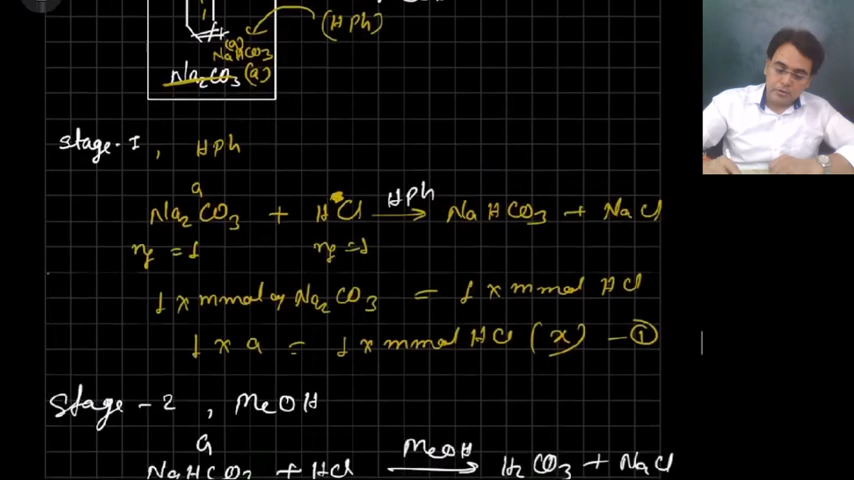 (HPh)
(a)
NaHCO3
Na2CO3 (a)
Stage-I, HPh
a
Na2CO3 + HCl HPh → NaHCO3 + NaCl
nf = 1 nf = 1
1 x mmol of Na2CO3 = 1 x mmol HCl
1 x a = 1 x mmol HCl (x) — ①
Stage-2, MeOH
a
NaHCO3 + HCl MeOH → H2CO3 + NaCl